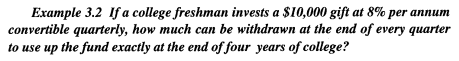 Example 3.2 If a college freshman invests a $10,000 gift at 8% per annum
convertible quarterly, how much can be withdrawn at the end of every quarter
to use up the fund exactly at the end of four years of college?